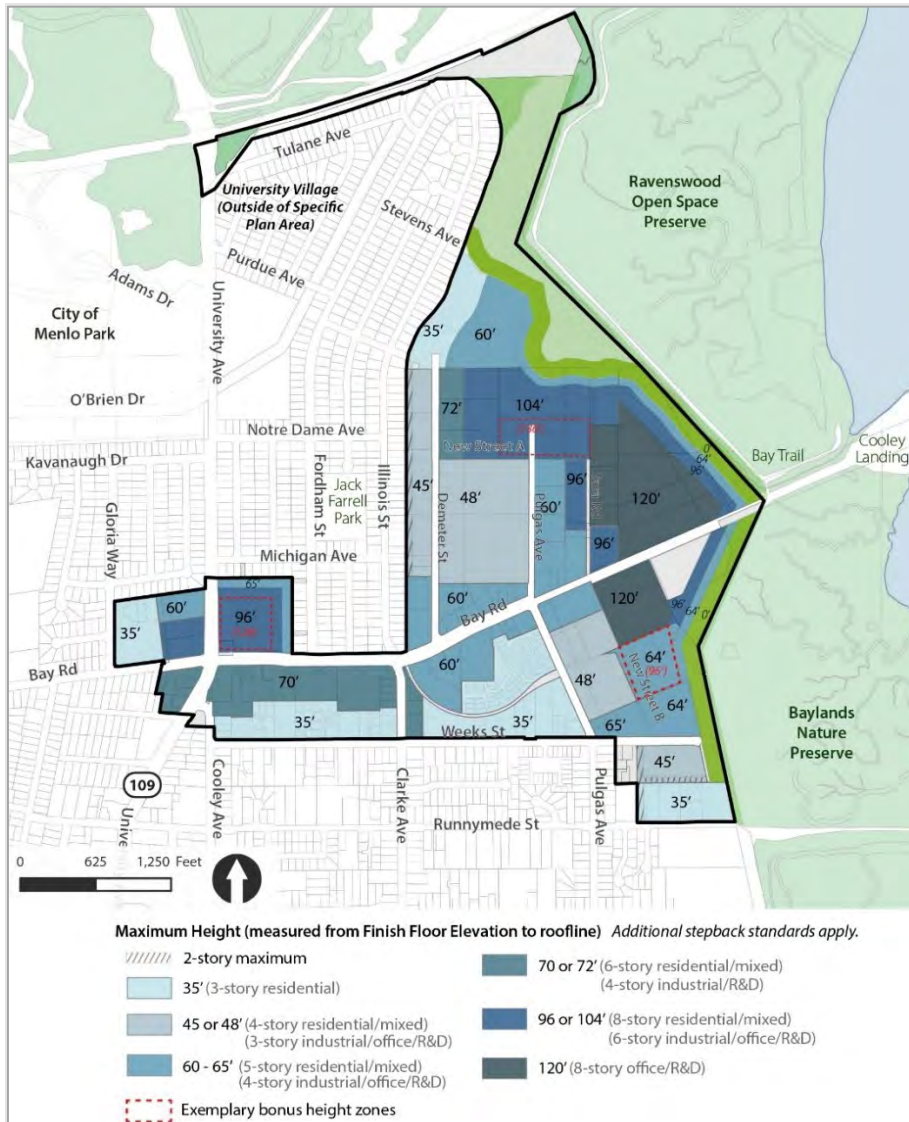 Tulane Ave
University Village
(Outside of Specific
Plan Area)
Stevens Ave
Ravenswood
Open Space
Preserve
Purdue Ave
Adams Dr
City of
Menlo Park
University Ave
35'
60'
O'Brien Dr
72'
104'
Notre Dame Ave
New Street A
Kavanaugh Dr
Fordham St
Illinois St
Jack
Farrell
Park
Gloria Way
45'
48'
Demeter St
60'
Pulgas Ave
96'
120'
0'
64'
96'
Bay Trail
Cooley
Landing
Michigan Ave
96'
65'
60'
96'
35'
60'
Bay Rd
120'
96'
64'
0'
Bay Rd
70'
60'
48'
64'
(96')
New Street B
64'
35'
35'
Weeks St
65'
Baylands
Nature
Preserve
45'
35'
109
Unive
Cooley Ave
Clarke Ave
Pulgas Ave
Runnymede St
0 625 1,250 Feet
Maximum Height (measured from Finish Floor Elevation to roofline) Additional stepback standards apply.
2-story maximum
35' (3-story residential)
45 or 48' (4-story residential/mixed)
(3-story industrial/office/R&D)
60 - 65' (5-story residential/mixed)
(4-story industrial/office/R&D)
Exemplary bonus height zones
70 or 72' (6-story residential/mixed)
(4-story industrial/R&D)
96 or 104' (8-story residential/mixed)
(6-story industrial/office/R&D)
120' (8-story office/R&D)